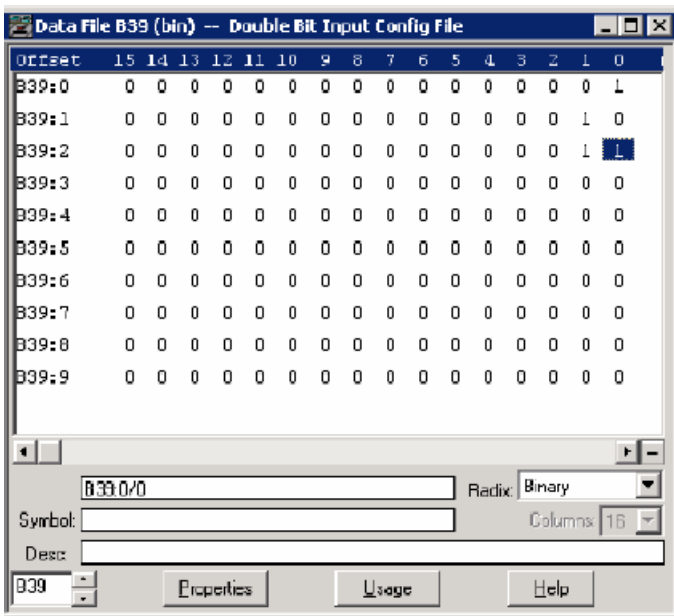 Data File B39 (bin) -- Double Bit Input Config File
Offset 15 14 13 12 11 10 9 8 7 6 5 4 3 2 1 0
B39:0 0 0 0 0 0 0 0 0 0 0 0 0 0 0 0 1
B39:1 0 0 0 0 0 0 0 0 0 0 0 0 0 0 1 0
B39:2 0 0 0 0 0 0 0 0 0 0 0 0 0 0 1 1
B39:3 0 0 0 0 0 0 0 0 0 0 0 0 0 0 0 0
B39:4 0 0 0 0 0 0 0 0 0 0 0 0 0 0 0 0
B39:5 0 0 0 0 0 0 0 0 0 0 0 0 0 0 0 0
B39:6 0 0 0 0 0 0 0 0 0 0 0 0 0 0 0 0
B39:7 0 0 0 0 0 0 0 0 0 0 0 0 0 0 0 0
B39:8 0 0 0 0 0 0 0 0 0 0 0 0 0 0 0 0
B39:9 0 0 0 0 0 0 0 0 0 0 0 0 0 0 0 0
B39:0/0 Radix: Binary
Symbol: Columns: 16
Desc:
B39 Properties Usage Help